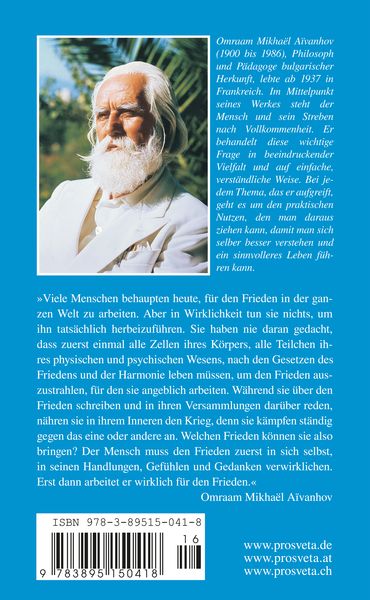 Omraam Mikhaël Aïvanhov
(1900 bis 1986), Philosoph
und Pädagoge bulgarischer
Herkunft, lebte ab 1937 in
Frankreich. Im Mittelpunkt
seines Werkes steht der
Mensch und sein Streben
nach Vollkommenheit. Er
behandelt diese wichtige
Frage in beeindruckender
Vielfalt und auf einfache,
verständliche Weise. Bei je-
dem Thema, das er aufgreift,
geht es um den praktischen
Nutzen, den man daraus
ziehen kann, damit man sich
selber besser verstehen und
ein sinnvolleres Leben füh-
ren kann.
»Viele Menschen behaupten heute, für den Frieden in der gan-
zen Welt zu arbeiten. Aber in Wirklichkeit tun sie nichts, um
ihn tatsächlich herbeizuführen. Sie haben nie daran gedacht,
dass zuerst einmal alle Zellen ihres Körpers, alle Teilchen ih-
res physischen und psychischen Wesens, nach den Gesetzen des
Friedens und der Harmonie leben müssen, um den Frieden aus-
zustrahlen, für den sie angeblich arbeiten. Während sie über den
Frieden schreiben und in ihren Versammlungen darüber reden,
nähren sie in ihrem Inneren den Krieg, denn sie kämpfen ständig
gegen das eine oder andere an. Welchen Frieden können sie also
bringen? Der Mensch muss den Frieden zuerst in sich selbst,
in seinen Handlungen, Gefühlen und Gedanken verwirklichen.
Erst dann arbeitet er wirklich für den Frieden.«
Omraam Mikhaël Aïvanhov
ISBN 978-3-89515-041-8
16
9 783895 150418
www.prosveta.de
www.prosveta.at
www.prosveta.ch